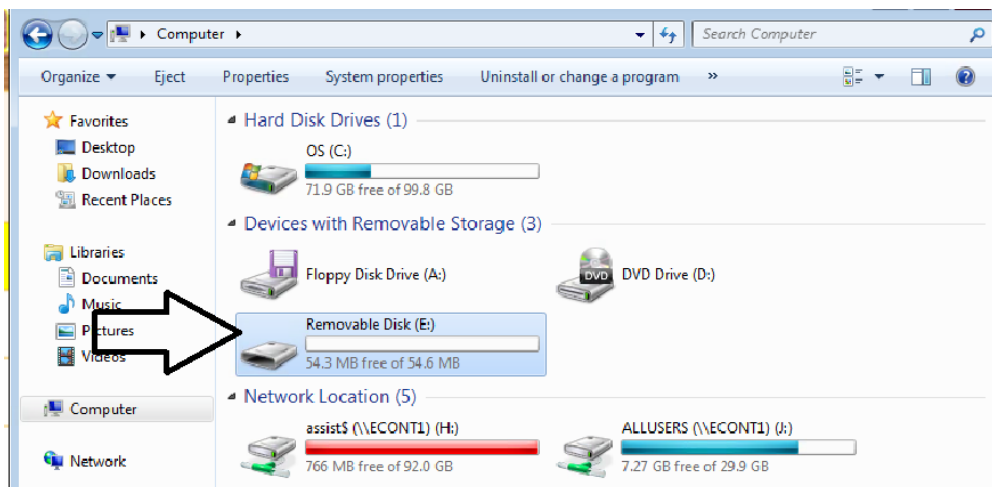 Computer
Search Computer
Organize Eject Properties System properties Uninstall or change a program »
Favorites
Desktop
Downloads
Recent Places
Libraries
Documents
Music
Pictures
Videos
Computer
Network
Hard Disk Drives (1)
OS (C:)
71.9 GB free of 99.8 GB
Devices with Removable Storage (3)
Floppy Disk Drive (A:)
DVD
DVD Drive (D:)
Removable Disk (E:)
54.3 MB free of 54.6 MB
Network Location (5)
assist$ (\\ECONT1) (H:)
766 MB free of 92.0 GB
ALLUSERS (\\ECONT1) (J:)
7.27 GB free of 29.9 GB